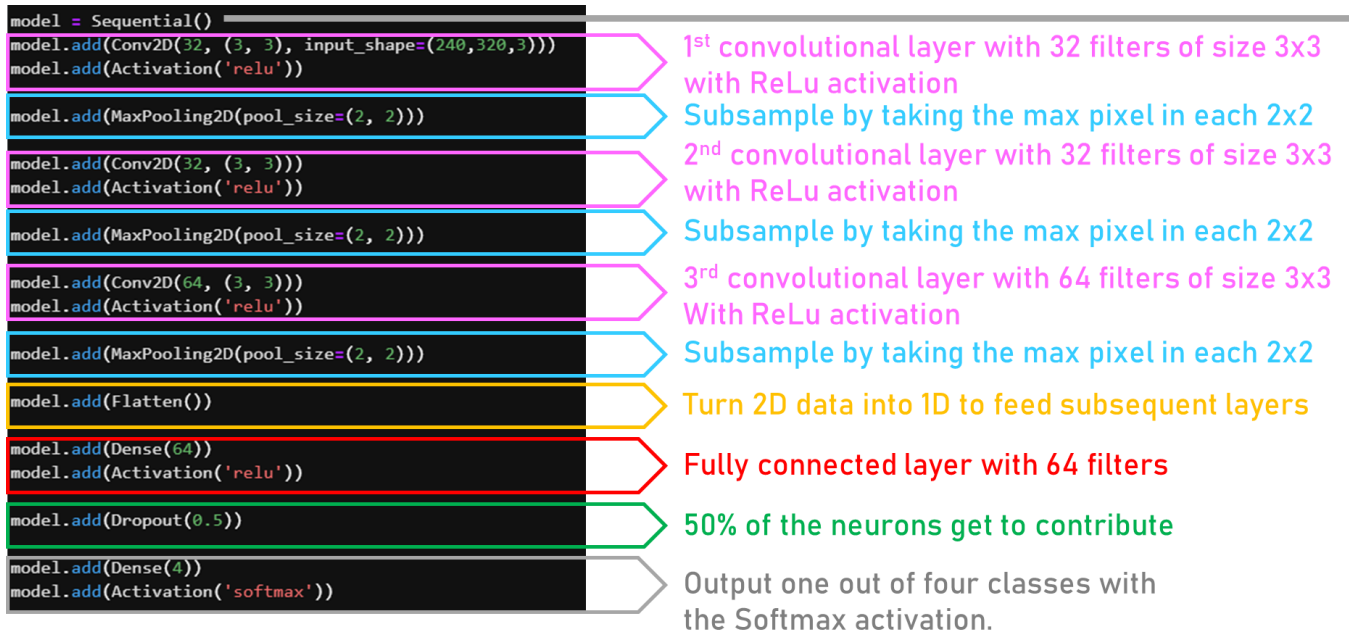 model = Sequential()
model.add(Conv2D(32, (3, 3), input_shape=(240,320,3)))
model.add(Activation('relu'))
1st convolutional layer with 32 filters of size 3x3
with ReLu activation
model.add(MaxPooling2D(pool_size=(2, 2)))
Subsample by taking the max pixel in each 2x2
model.add(Conv2D(32, (3, 3)))
model.add(Activation('relu'))
2nd convolutional layer with 32 filters of size 3x3
with ReLu activation
model.add(MaxPooling2D(pool_size=(2, 2)))
Subsample by taking the max pixel in each 2x2
model.add(Conv2D(64, (3, 3)))
model.add(Activation('relu'))
3rd convolutional layer with 64 filters of size 3x3
With ReLu activation
model.add(MaxPooling2D(pool_size=(2, 2)))
Subsample by taking the max pixel in each 2x2
model.add(Flatten())
Turn 2D data into 1D to feed subsequent layers
model.add(Dense(64))
model.add(Activation('relu'))
Fully connected layer with 64 filters
model.add(Dropout(0.5))
50% of the neurons get to contribute
model.add(Dense(4))
model.add(Activation('softmax'))
Output one out of four classes with
the Softmax activation.